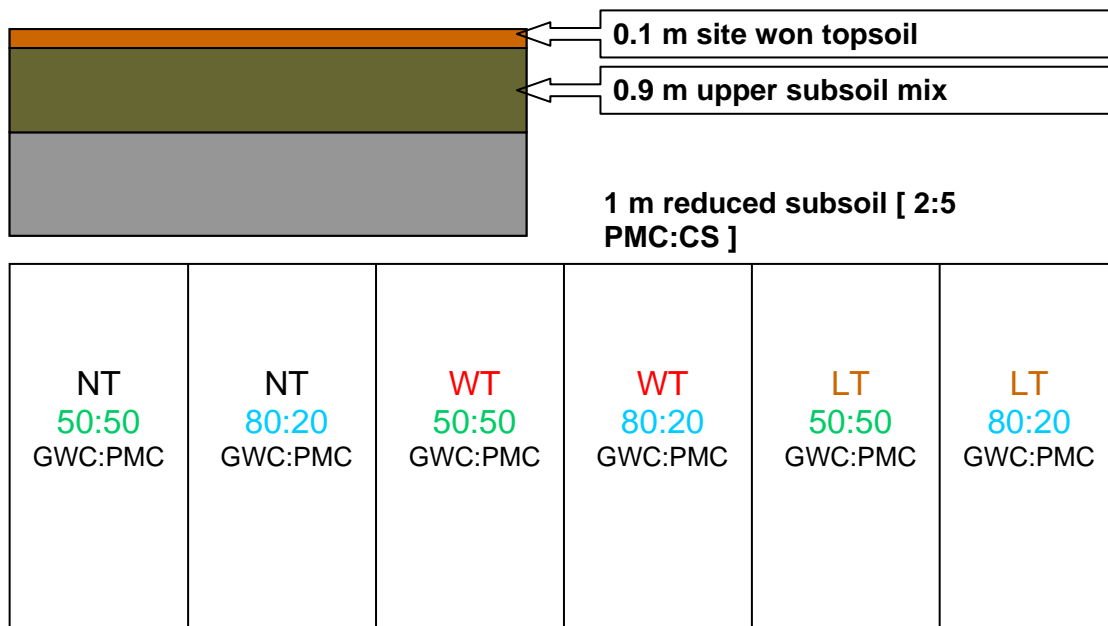 0.1 m site won topsoil
0.9 m upper subsoil mix
1 m reduced subsoil [ 2:5
PMC:CS ]
NT
50:50
GWC:PMC
NT
80:20
GWC:PMC
WT
50:50
GWC:PMC
WT
80:20
GWC:PMC
LT
50:50
GWC:PMC
LT
80:20
GWC:PMC